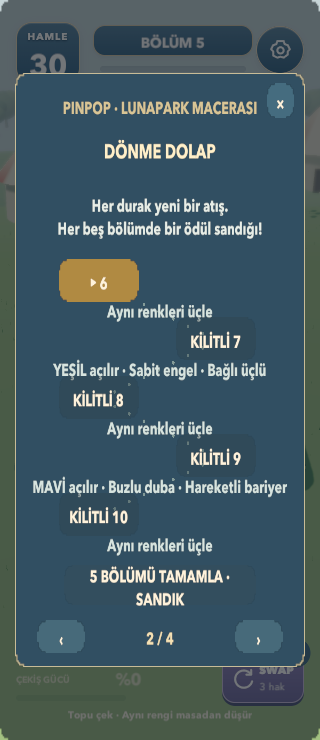 HAMLE
30
BÖLÜM 5
PINPOP · LUNAPARK MACERASI
x
DÖNME DOLAP
Her durak yeni bir atış.
Her beş bölümde bir ödül sandığı!
▸ 6
Aynı renkleri üçle
KİLİTLİ 7
YEŞİL açılır · Sabit engel · Bağlı üçlü
KİLİTLİ 8
Aynı renkleri üçle
KİLİTLİ 9
MAVİ açılır · Buzlu duba · Hareketli bariyer
KİLİTLİ 10
Aynı renkleri üçle
5 BÖLÜMÜ TAMAMLA ·
SANDIK
‹ 2 / 4 ›
ÇEKİŞ GÜCÜ %0
SWAP
3 hak
Topu çek · Aynı rengi masadan düşür